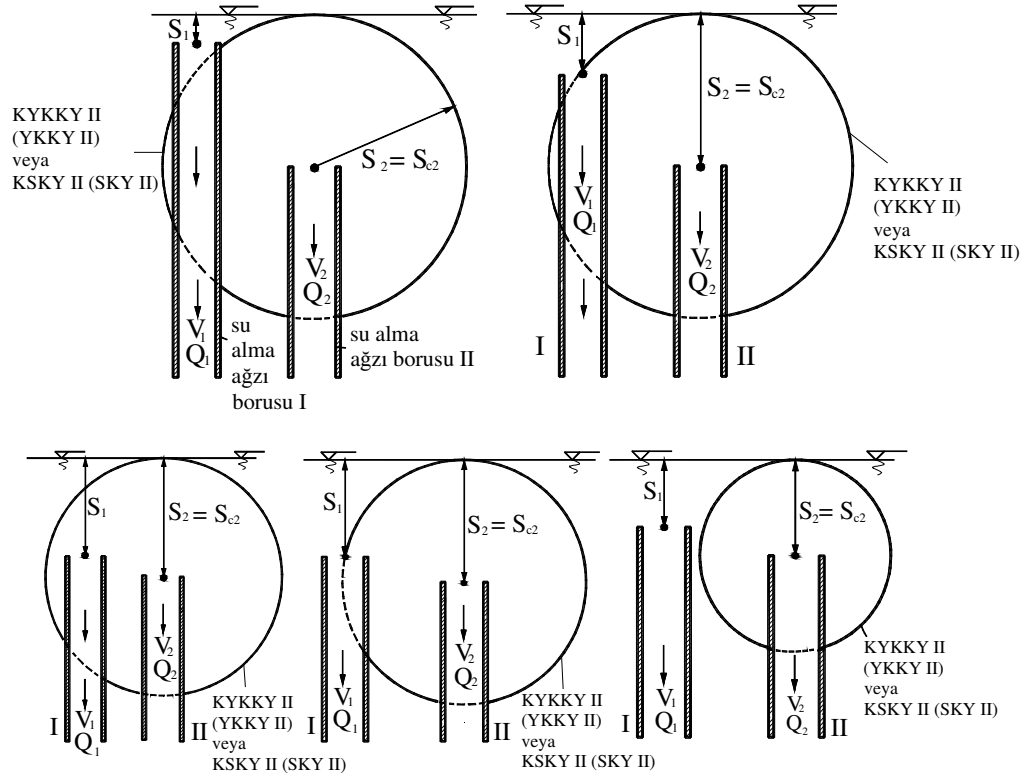 S1
KYKKY II
(YKKY II)
veya
KSKY II (SKY II)
S2 = Sc2
V2
Q2
V1
Q1
su
alma
ağzı
borusu I
su alma
ağzı borusu II
S1
S2 = Sc2
V1
Q1
V2
Q2
I
II
KYKKY II
(YKKY II)
veya
KSKY II (SKY II)
S1
S2 = Sc2
V2
Q2
V1
Q1
I
II
KYKKY II
(YKKY II)
veya
KSKY II (SKY II)
S1
S2 = Sc2
V2
Q2
V1
Q1
I
II
KYKKY II
(YKKY II)
veya
KSKY II (SKY II)
S1
S2 = Sc2
V1
Q1
V2
Q2
I
II
KYKKY II
(YKKY II)
veya
KSKY II (SKY II)